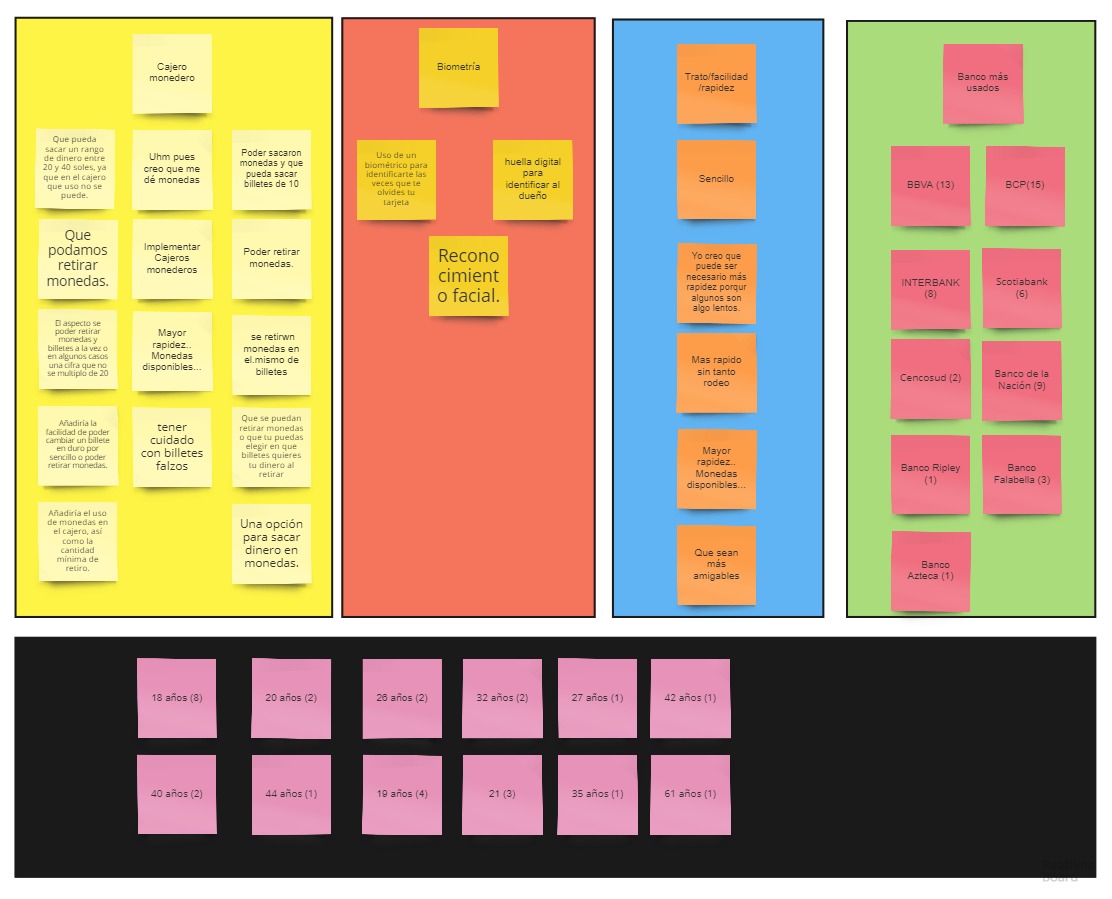 Cajero
monedero
Que pueda
sacar un rango
de dinero entre
20 y 40 soles, ya
que en el cajero
que uso no se
puede.
Uhm pues
creo que me
dé monedas
Poder sacaron
monedas y que
pueda sacar
billetes de 10
Que
podamos
retirar
monedas.
Implementar
Cajeros
monederos
Poder retirar
monedas.
El aspecto se
poder retirar
monedas y
billetes a la vez o
en algunos casos
una cifra que no
se multiplo de 20
Mayor
rapidez..
Monedas
disponibles...
se retirwn
monedas en
el.mismo de
billetes
Añadiría la
facilidad de poder
cambiar un billete
en duro por
sencillo o poder
retirar monedas.
tener
cuidado
con billetes
falzos
Que se puedan
retirar monedas
o que tu puedas
elegir en que
billetes quieres
tu dinero al
retirar
Añadiría el uso
de monedas en
el cajero, así
como la
cantidad
mínima de
retiro.
Una opción
para sacar
dinero en
monedas.
Biometría
Uso de un
biométrico para
identificarte las
veces que te
olvides tu
tarjeta
huella digital
para
identificar al
dueño
Recono
cimient
o facial.
Trato/facilidad
/rapidez
Sencillo
Yo creo que
puede ser
necesario más
rapidez porqur
algunos son
algo lentos.
Mas rapido
sin tanto
rodeo
Mayor
rapidez..
Monedas
disponibles...
Que sean
más
amigables
Banco más
usados
BBVA (13)
BCP(15)
INTERBANK
(8)
Scotiabank
(6)
Cencosud (2)
Banco de la
Nación (9)
Banco Ripley
(1)
Banco
Falabella (3)
Banco
Azteca (1)
18 años (8)
20 años (2)
26 años (2)
32 años (2)
27 años (1)
42 años (1)
40 años (2)
44 años (1)
19 años (4)
21 (3)
35 años (1)
61 años (1)